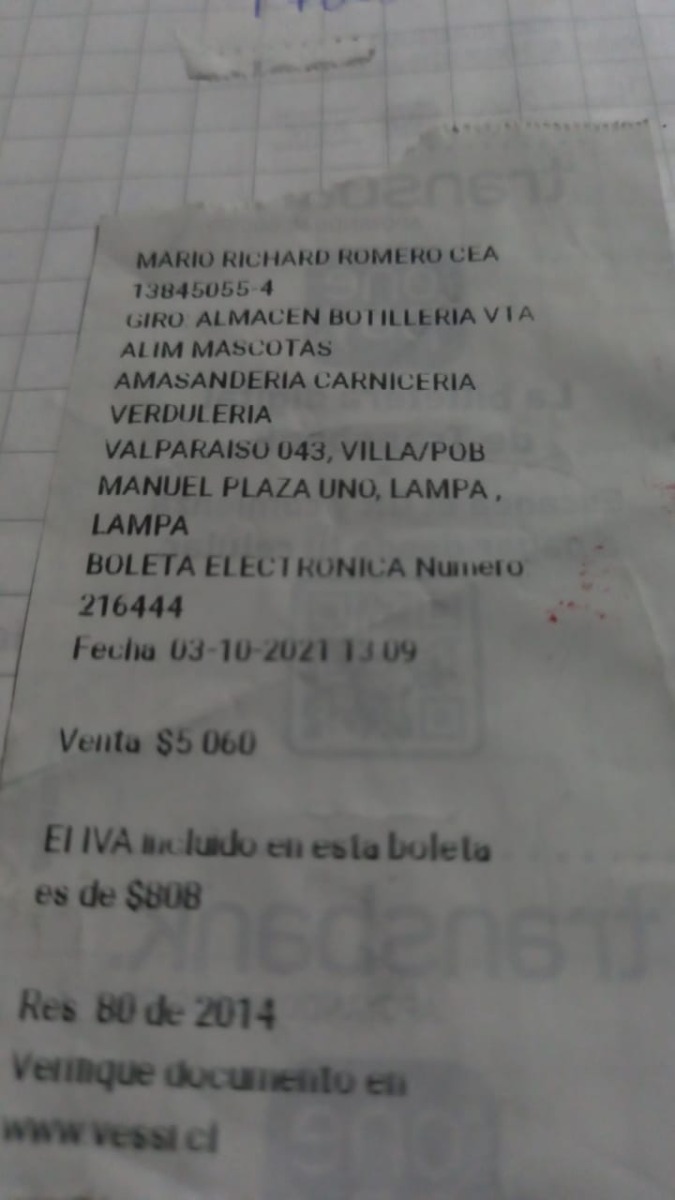 MARIO RICHARD ROMERO CEA
13845055-4
GIRO: ALMACEN BOTILLERIA VTA
ALIM MASCOTAS
AMASANDERIA CARNICERIA
VERDULERIA
VALPARAISO 043, VILLA/POB
MANUEL PLAZA UNO, LAMPA ,
LAMPA
BOLETA ELECTRONICA Numero
216444
Fecha: 03-10-2021 13:09
Venta: $5.060
El IVA incluido en esta boleta
es de $808
Res. 80 de 2014
Verifique documento en
www.vessi.cl
transbank.